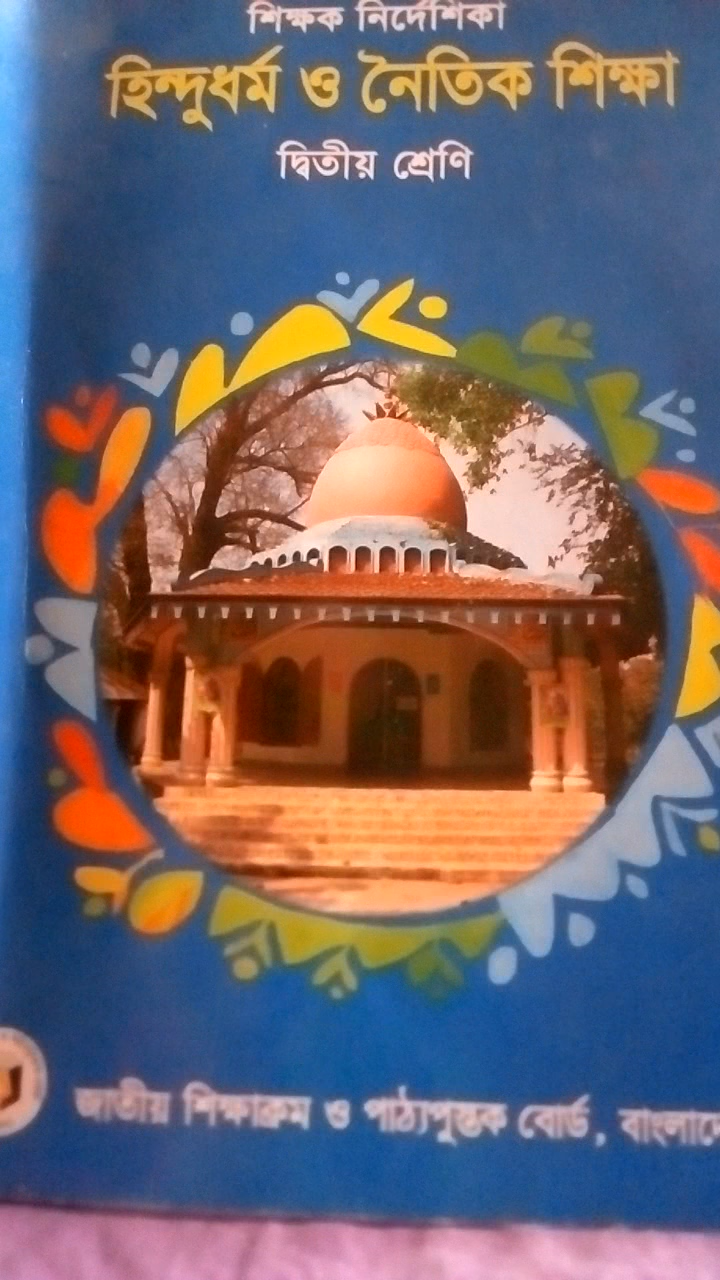 শিক্ষক নির্দেশিকা
হিন্দুধর্ম ও নৈতিক শিক্ষা
দ্বিতীয় শ্রেণি
জাতীয় শিক্ষাক্রম ও পাঠ্যপুস্তক বোর্ড,